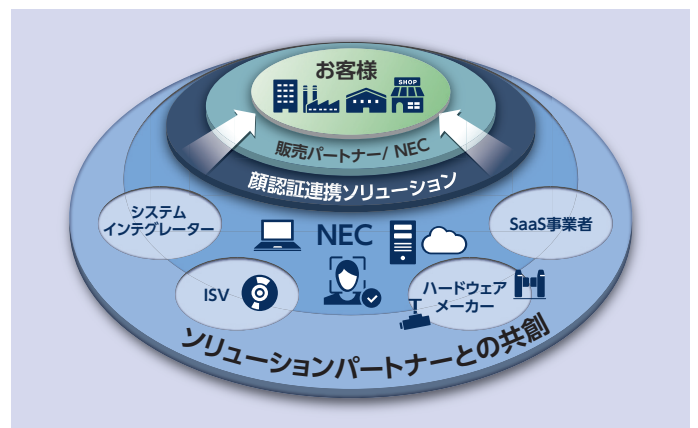 お客様
SHOP
販売パートナー/ NEC
顔認証連携ソリューション
システム
インテグレーター
NEC
SaaS事業者
ISV
ハードウェア
メーカー
ソリューションパートナーとの共創